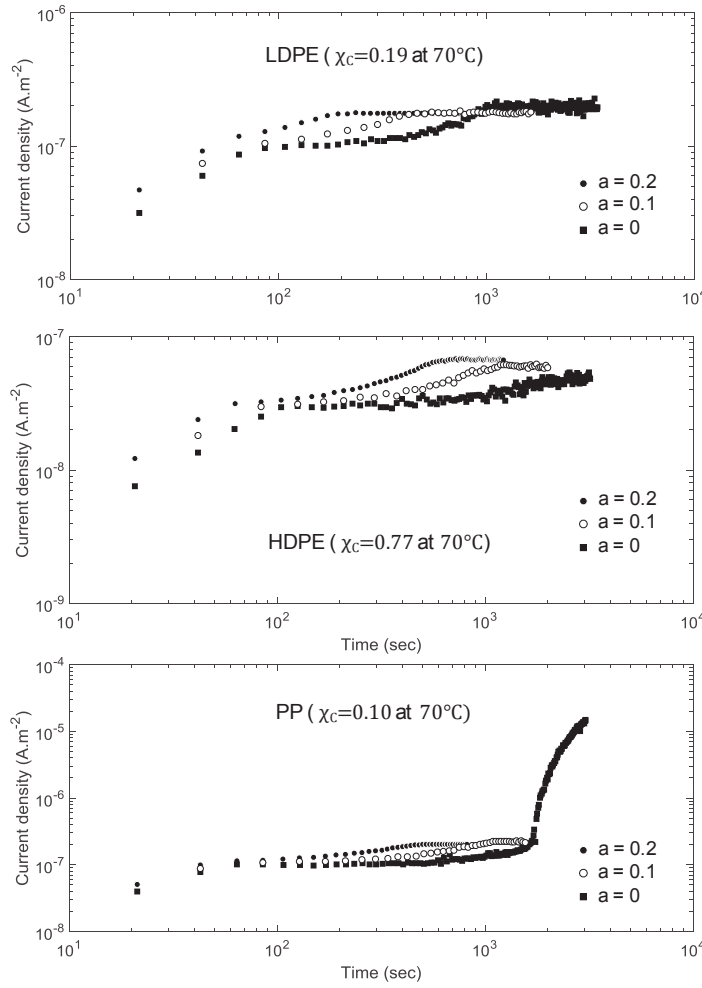 10^-6
LDPE ( χC=0.19 at 70°C)
Current density (A.m^-2)
10^-7
a = 0.2
a = 0.1
a = 0
10^-8
10^1 10^2 10^3 10^4
10^-7
Current density (A.m^-2)
10^-8
a = 0.2
a = 0.1
HDPE ( χC=0.77 at 70°C) a = 0
10^-9
10^1 10^2 10^3 10^4
Time (sec)
10^-4
PP ( χC=0.10 at 70°C)
10^-5
Current density (A.m^-2)
10^-6
a = 0.2
10^-7
a = 0.1
a = 0
10^-8
10^1 10^2 10^3 10^4
Time (sec)